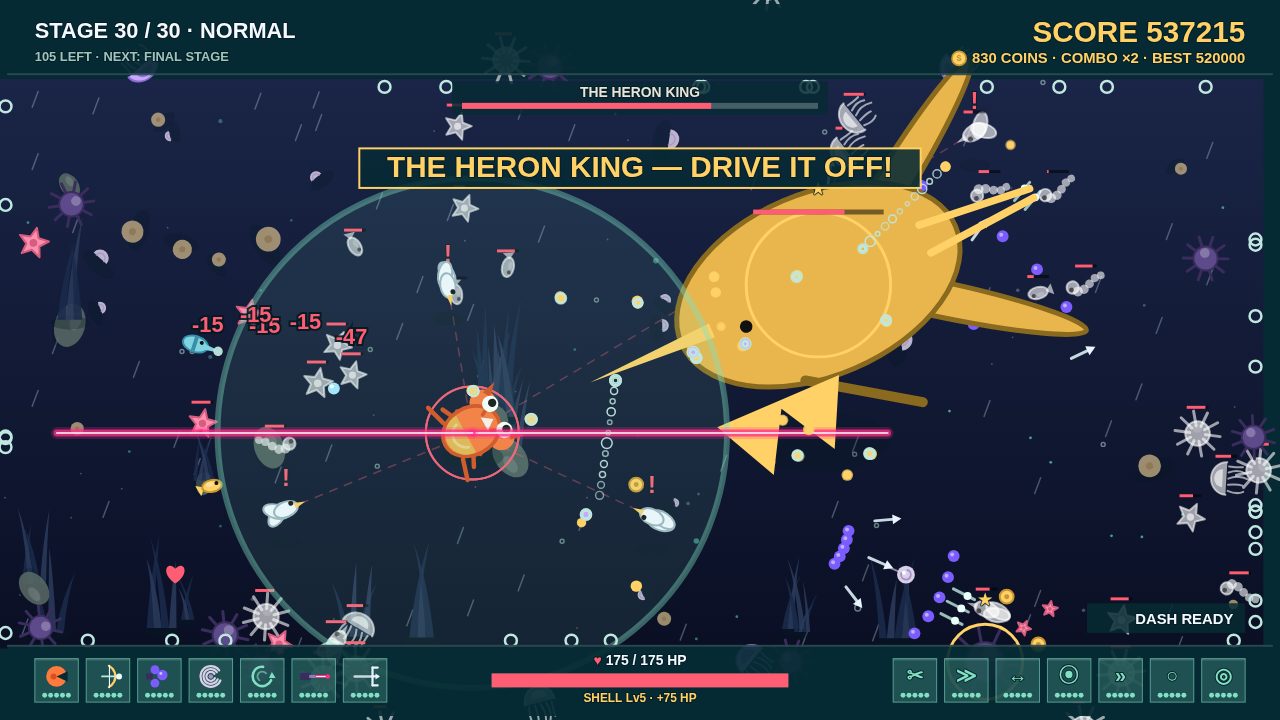 STAGE 30 / 30 · NORMAL
105 LEFT · NEXT: FINAL STAGE
SCORE 537215
830 COINS · COMBO ×2 · BEST 520000
THE HERON KING
THE HERON KING — DRIVE IT OFF!
-15
-15
-15
-15
-47
!
!
!
!
DASH READY
♥ 175 / 175 HP
SHELL Lv5 · +75 HP